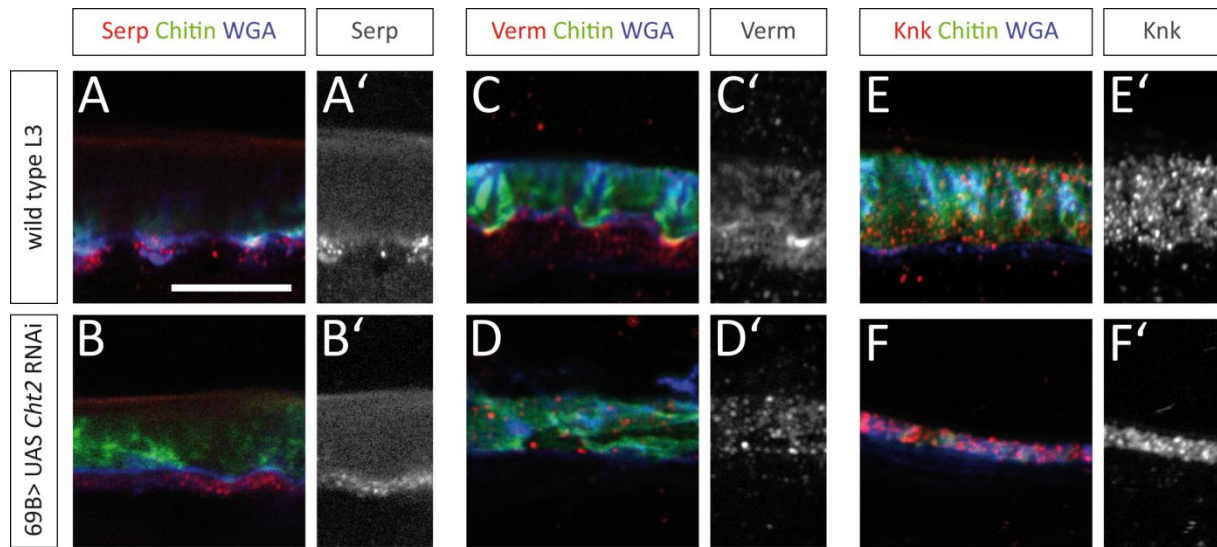 Serp Chitin WGA
Serp
Verm Chitin WGA
Verm
Knk Chitin WGA
Knk
wild type L3
A
A‘
C
C‘
E
E‘
69B> UAS Cht2 RNAi
B
B‘
D
D‘
F
F‘